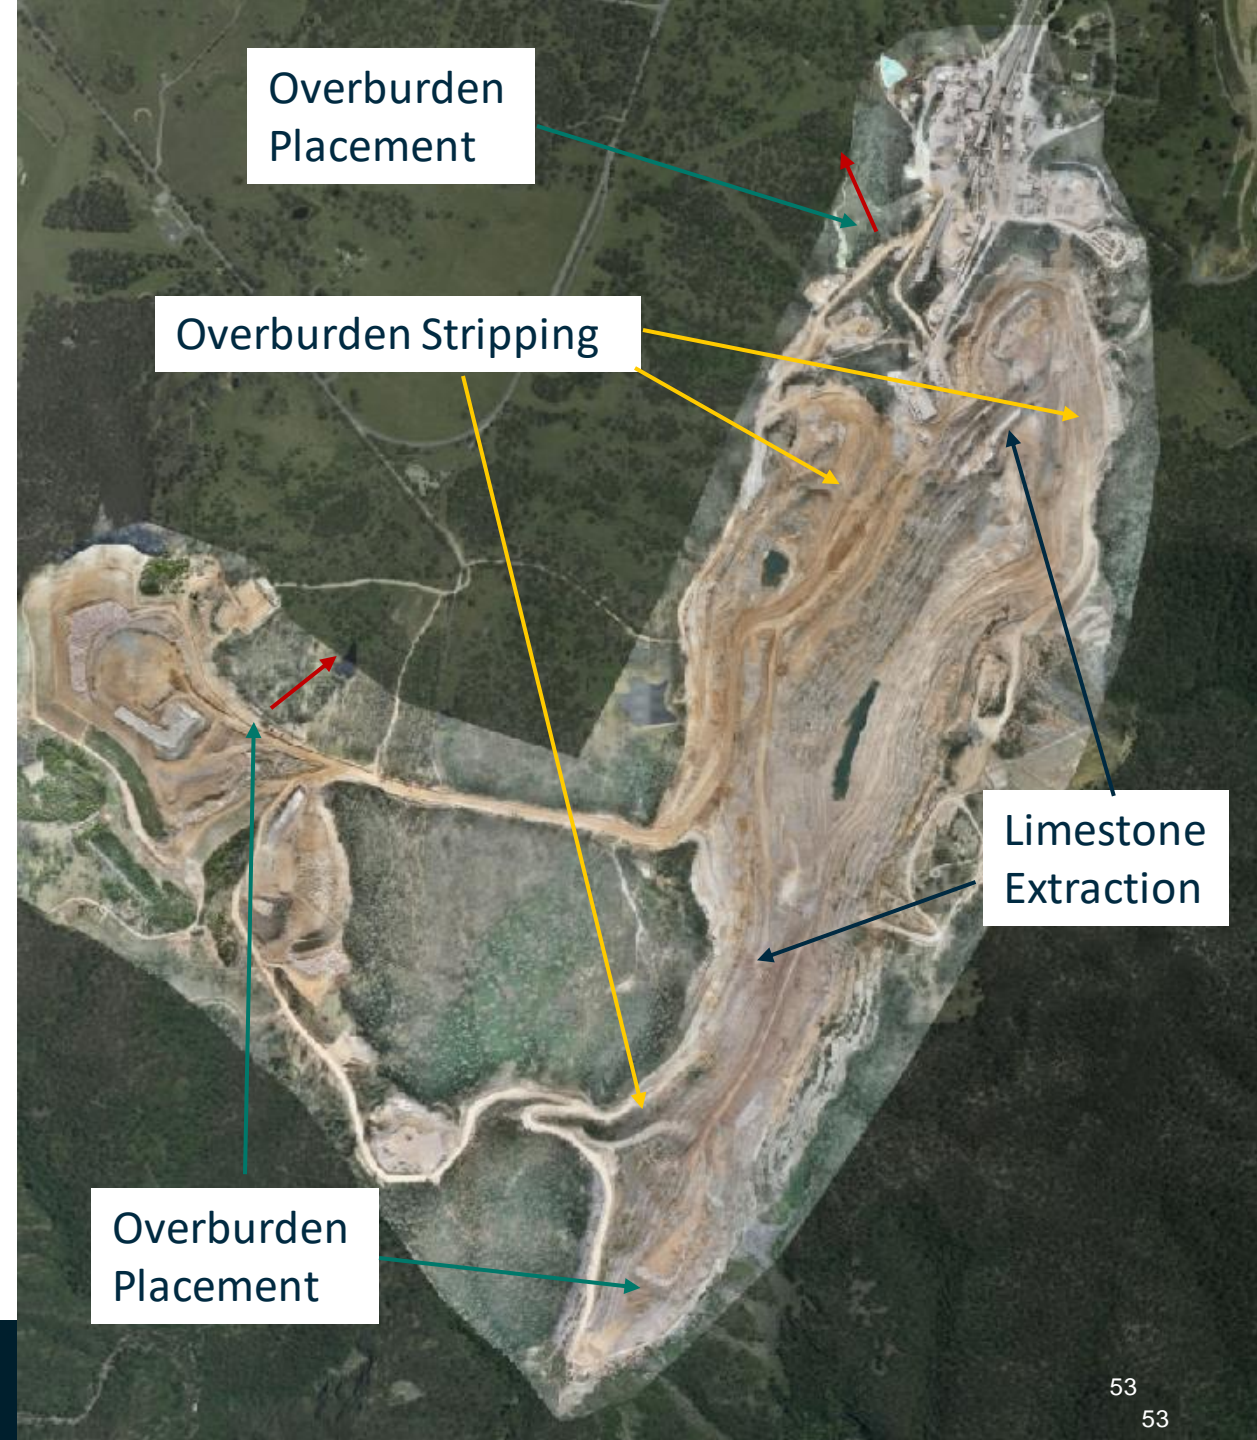 Overburden
Placement
Overburden Stripping
Limestone
Extraction
Overburden
Placement
53
53